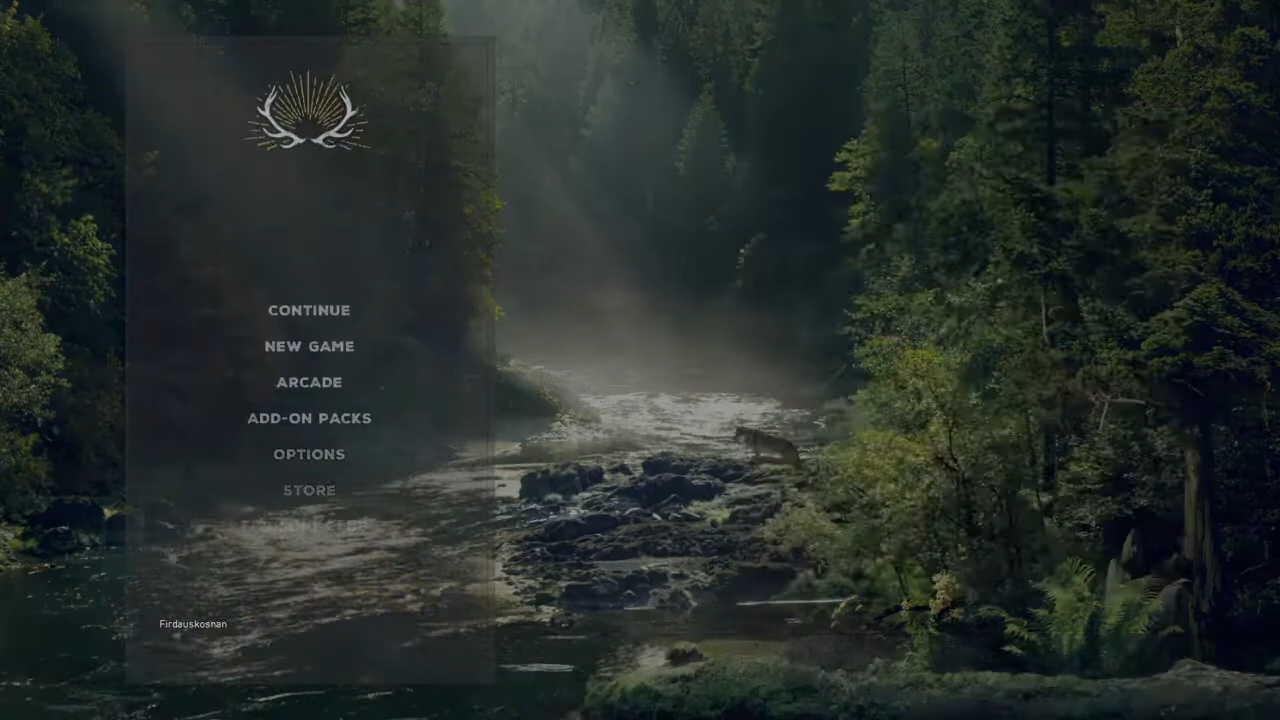 CONTINUE
NEW GAME
ARCADE
ADD-ON PACKS
OPTIONS
STORE
Firdauskosnan